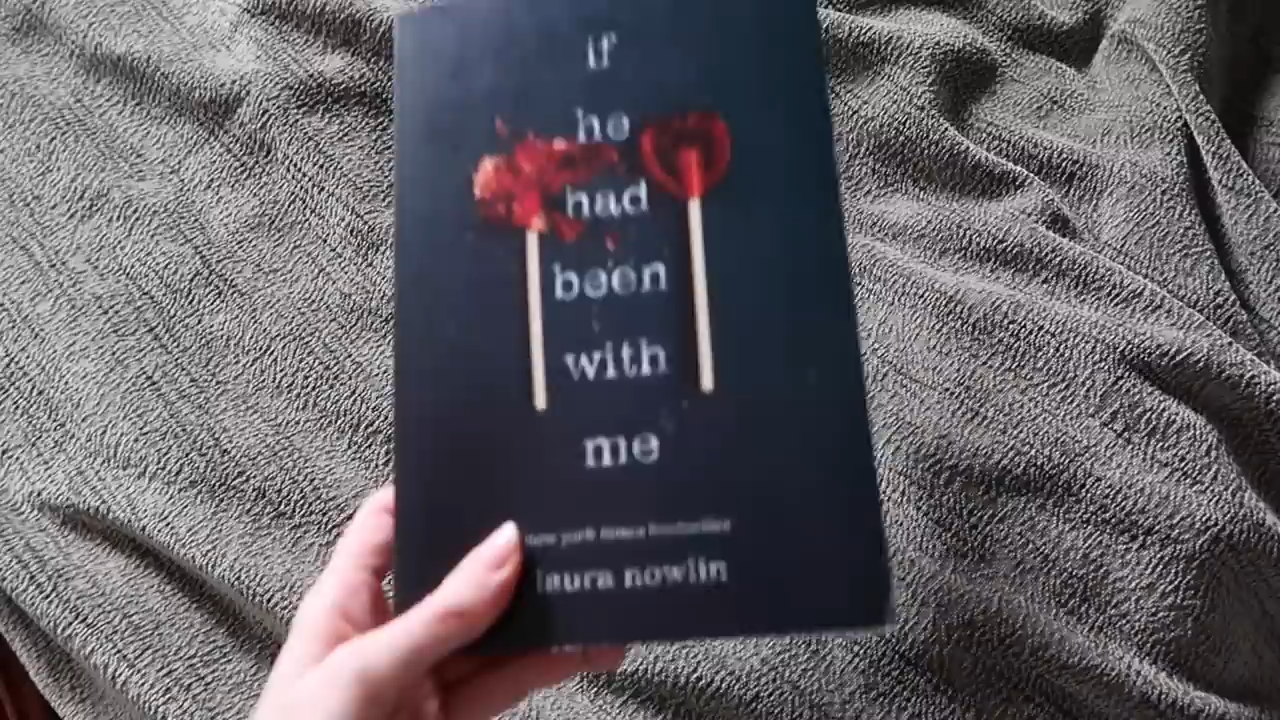 if
he
had
been
with
me
new york times bestseller
laura nowlin